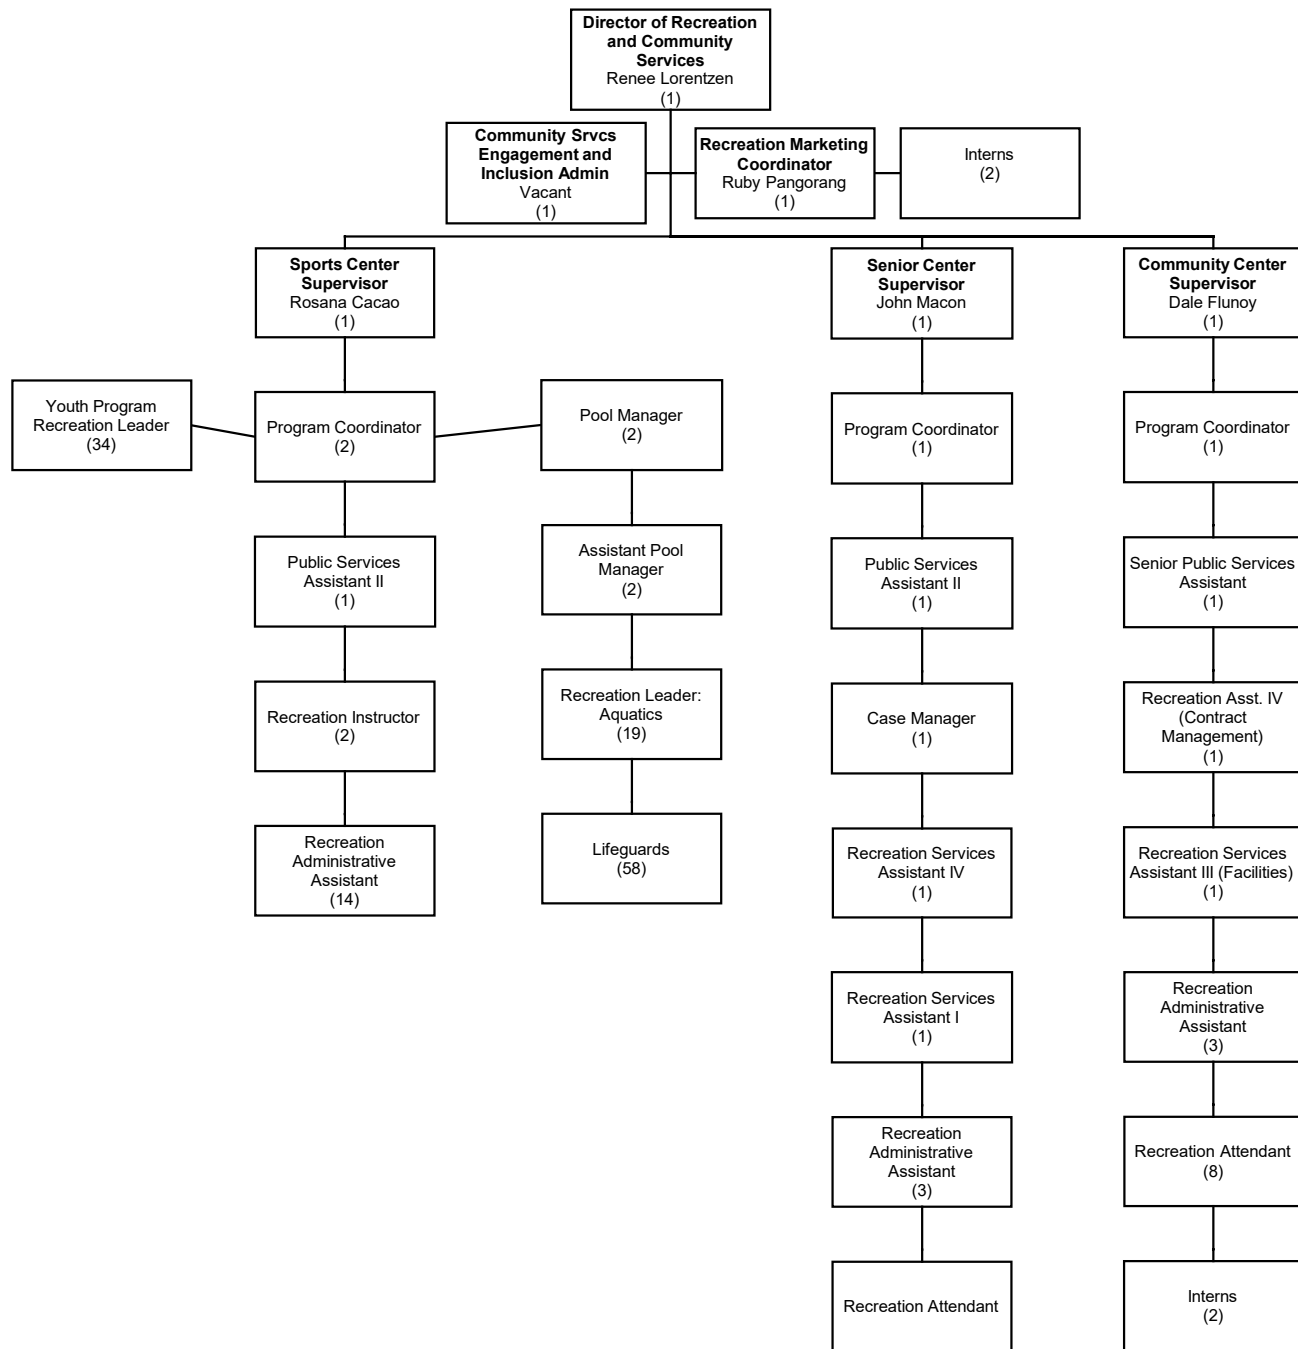 Director of Recreation
and Community
Services
Renee Lorentzen
(1)
Community Srvcs
Engagement and
Inclusion Admin
Vacant
(1)
Recreation Marketing
Coordinator
Ruby Pangorang
(1)
Interns
(2)
Sports Center
Supervisor
Rosana Cacao
(1)
Senior Center
Supervisor
John Macon
(1)
Community Center
Supervisor
Dale Flunoy
(1)
Youth Program
Recreation Leader
(34)
Program Coordinator
(2)
Pool Manager
(2)
Program Coordinator
(1)
Program Coordinator
(1)
Public Services
Assistant II
(1)
Assistant Pool
Manager
(2)
Public Services
Assistant II
(1)
Senior Public Services
Assistant
(1)
Recreation Instructor
(2)
Recreation Leader:
Aquatics
(19)
Case Manager
(1)
Recreation Asst. IV
(Contract
Management)
(1)
Recreation
Administrative
Assistant
(14)
Lifeguards
(58)
Recreation Services
Assistant IV
(1)
Recreation Services
Assistant III (Facilities)
(1)
Recreation Services
Assistant I
(1)
Recreation
Administrative
Assistant
(3)
Recreation
Administrative
Assistant
(3)
Recreation Attendant
(8)
Recreation Attendant
Interns
(2)